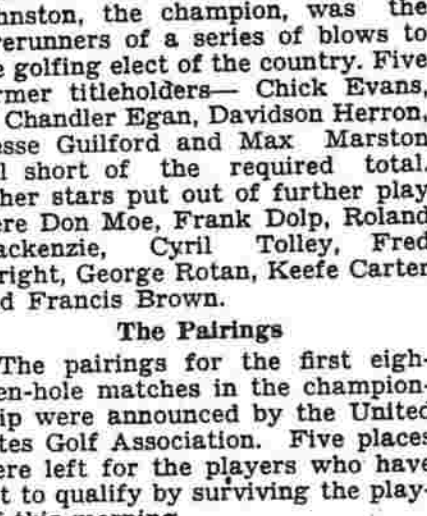 hnston, the champion, was the
rerunners of a series of blows to
e golfing elect of the country. Five
rmer titleholders— Chick Evans,
Chandler Egan, Davidson Herron,
esse Guilford and Max Marston
l short of the required total.
her stars put out of further play
ere Don Moe, Frank Dolp, Roland
ackenzie, Cyril Tolley, Fred
right, George Rotan, Keefe Carter
d Francis Brown.
The Pairings
The pairings for the first eigh-
en-hole matches in the champion-
ip were announced by the United
tes Golf Association. Five places
ere left for the players who have
t to qualify by surviving the play-
this morning